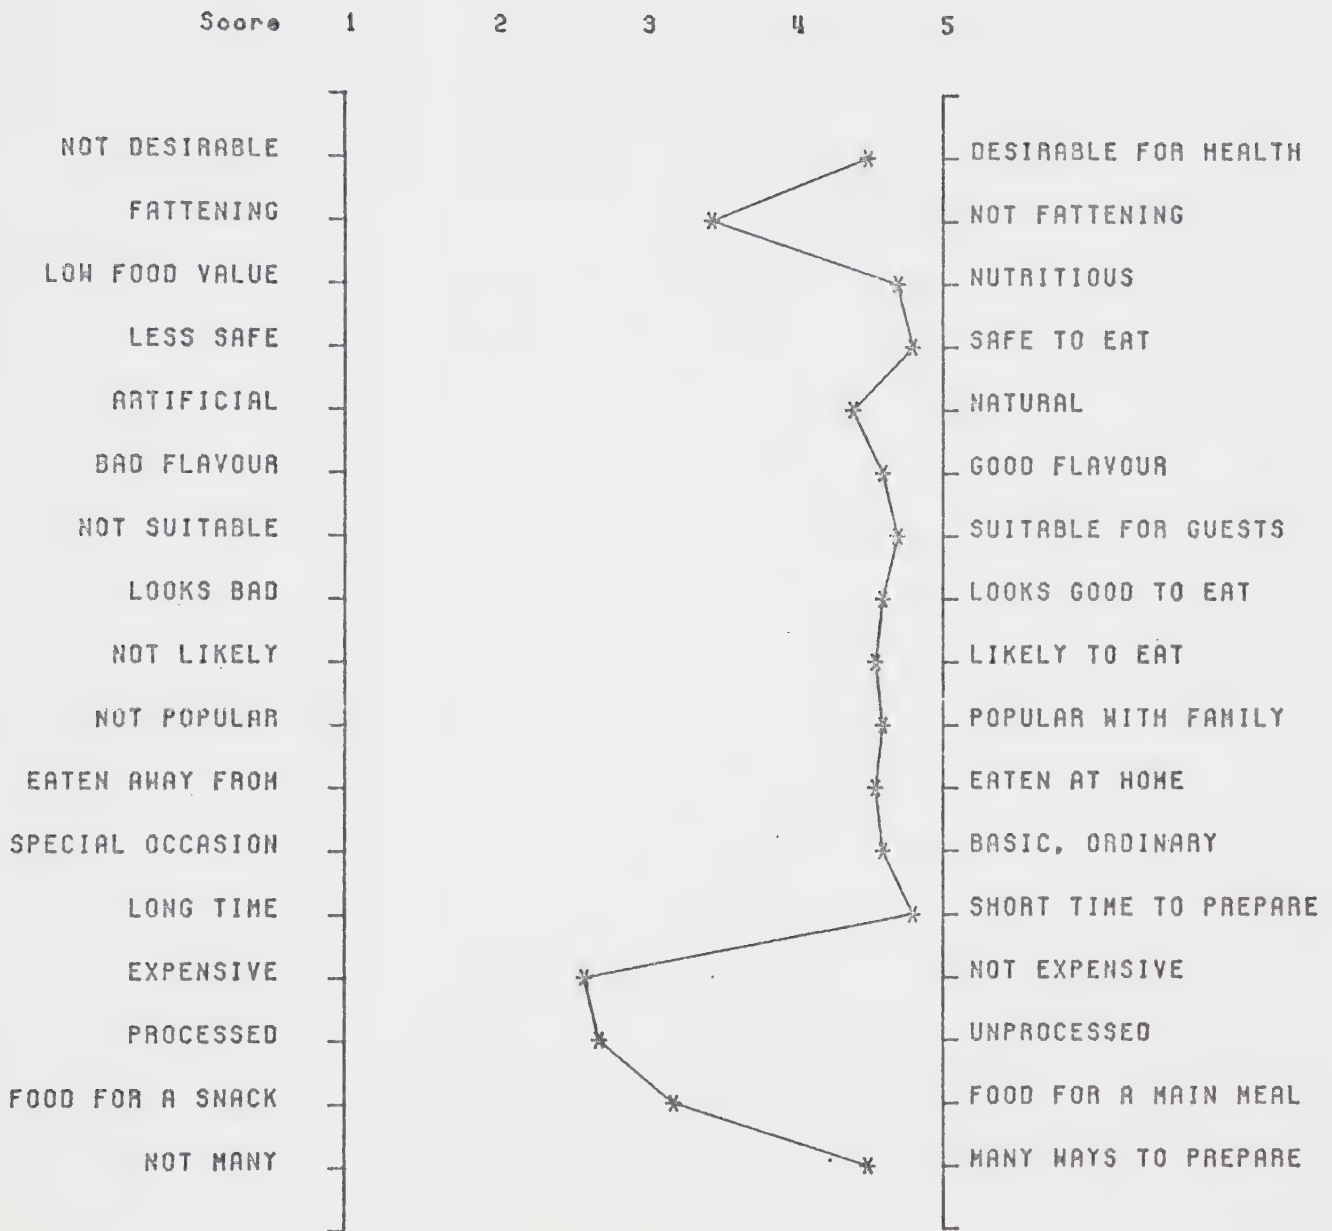 Score 1 2 3 4 5
NOT DESIRABLE DESIRABLE FOR HEALTH
FATTENING NOT FATTENING
LOW FOOD VALUE NUTRITIOUS
LESS SAFE SAFE TO EAT
ARTIFICIAL NATURAL
BAD FLAVOUR GOOD FLAVOUR
NOT SUITABLE SUITABLE FOR GUESTS
LOOKS BAD LOOKS GOOD TO EAT
NOT LIKELY LIKELY TO EAT
NOT POPULAR POPULAR WITH FAMILY
EATEN AWAY FROM EATEN AT HOME
SPECIAL OCCASION BASIC, ORDINARY
LONG TIME SHORT TIME TO PREPARE
EXPENSIVE NOT EXPENSIVE
PROCESSED UNPROCESSED
FOOD FOR A SNACK FOOD FOR A MAIN MEAL
NOT MANY MANY WAYS TO PREPARE